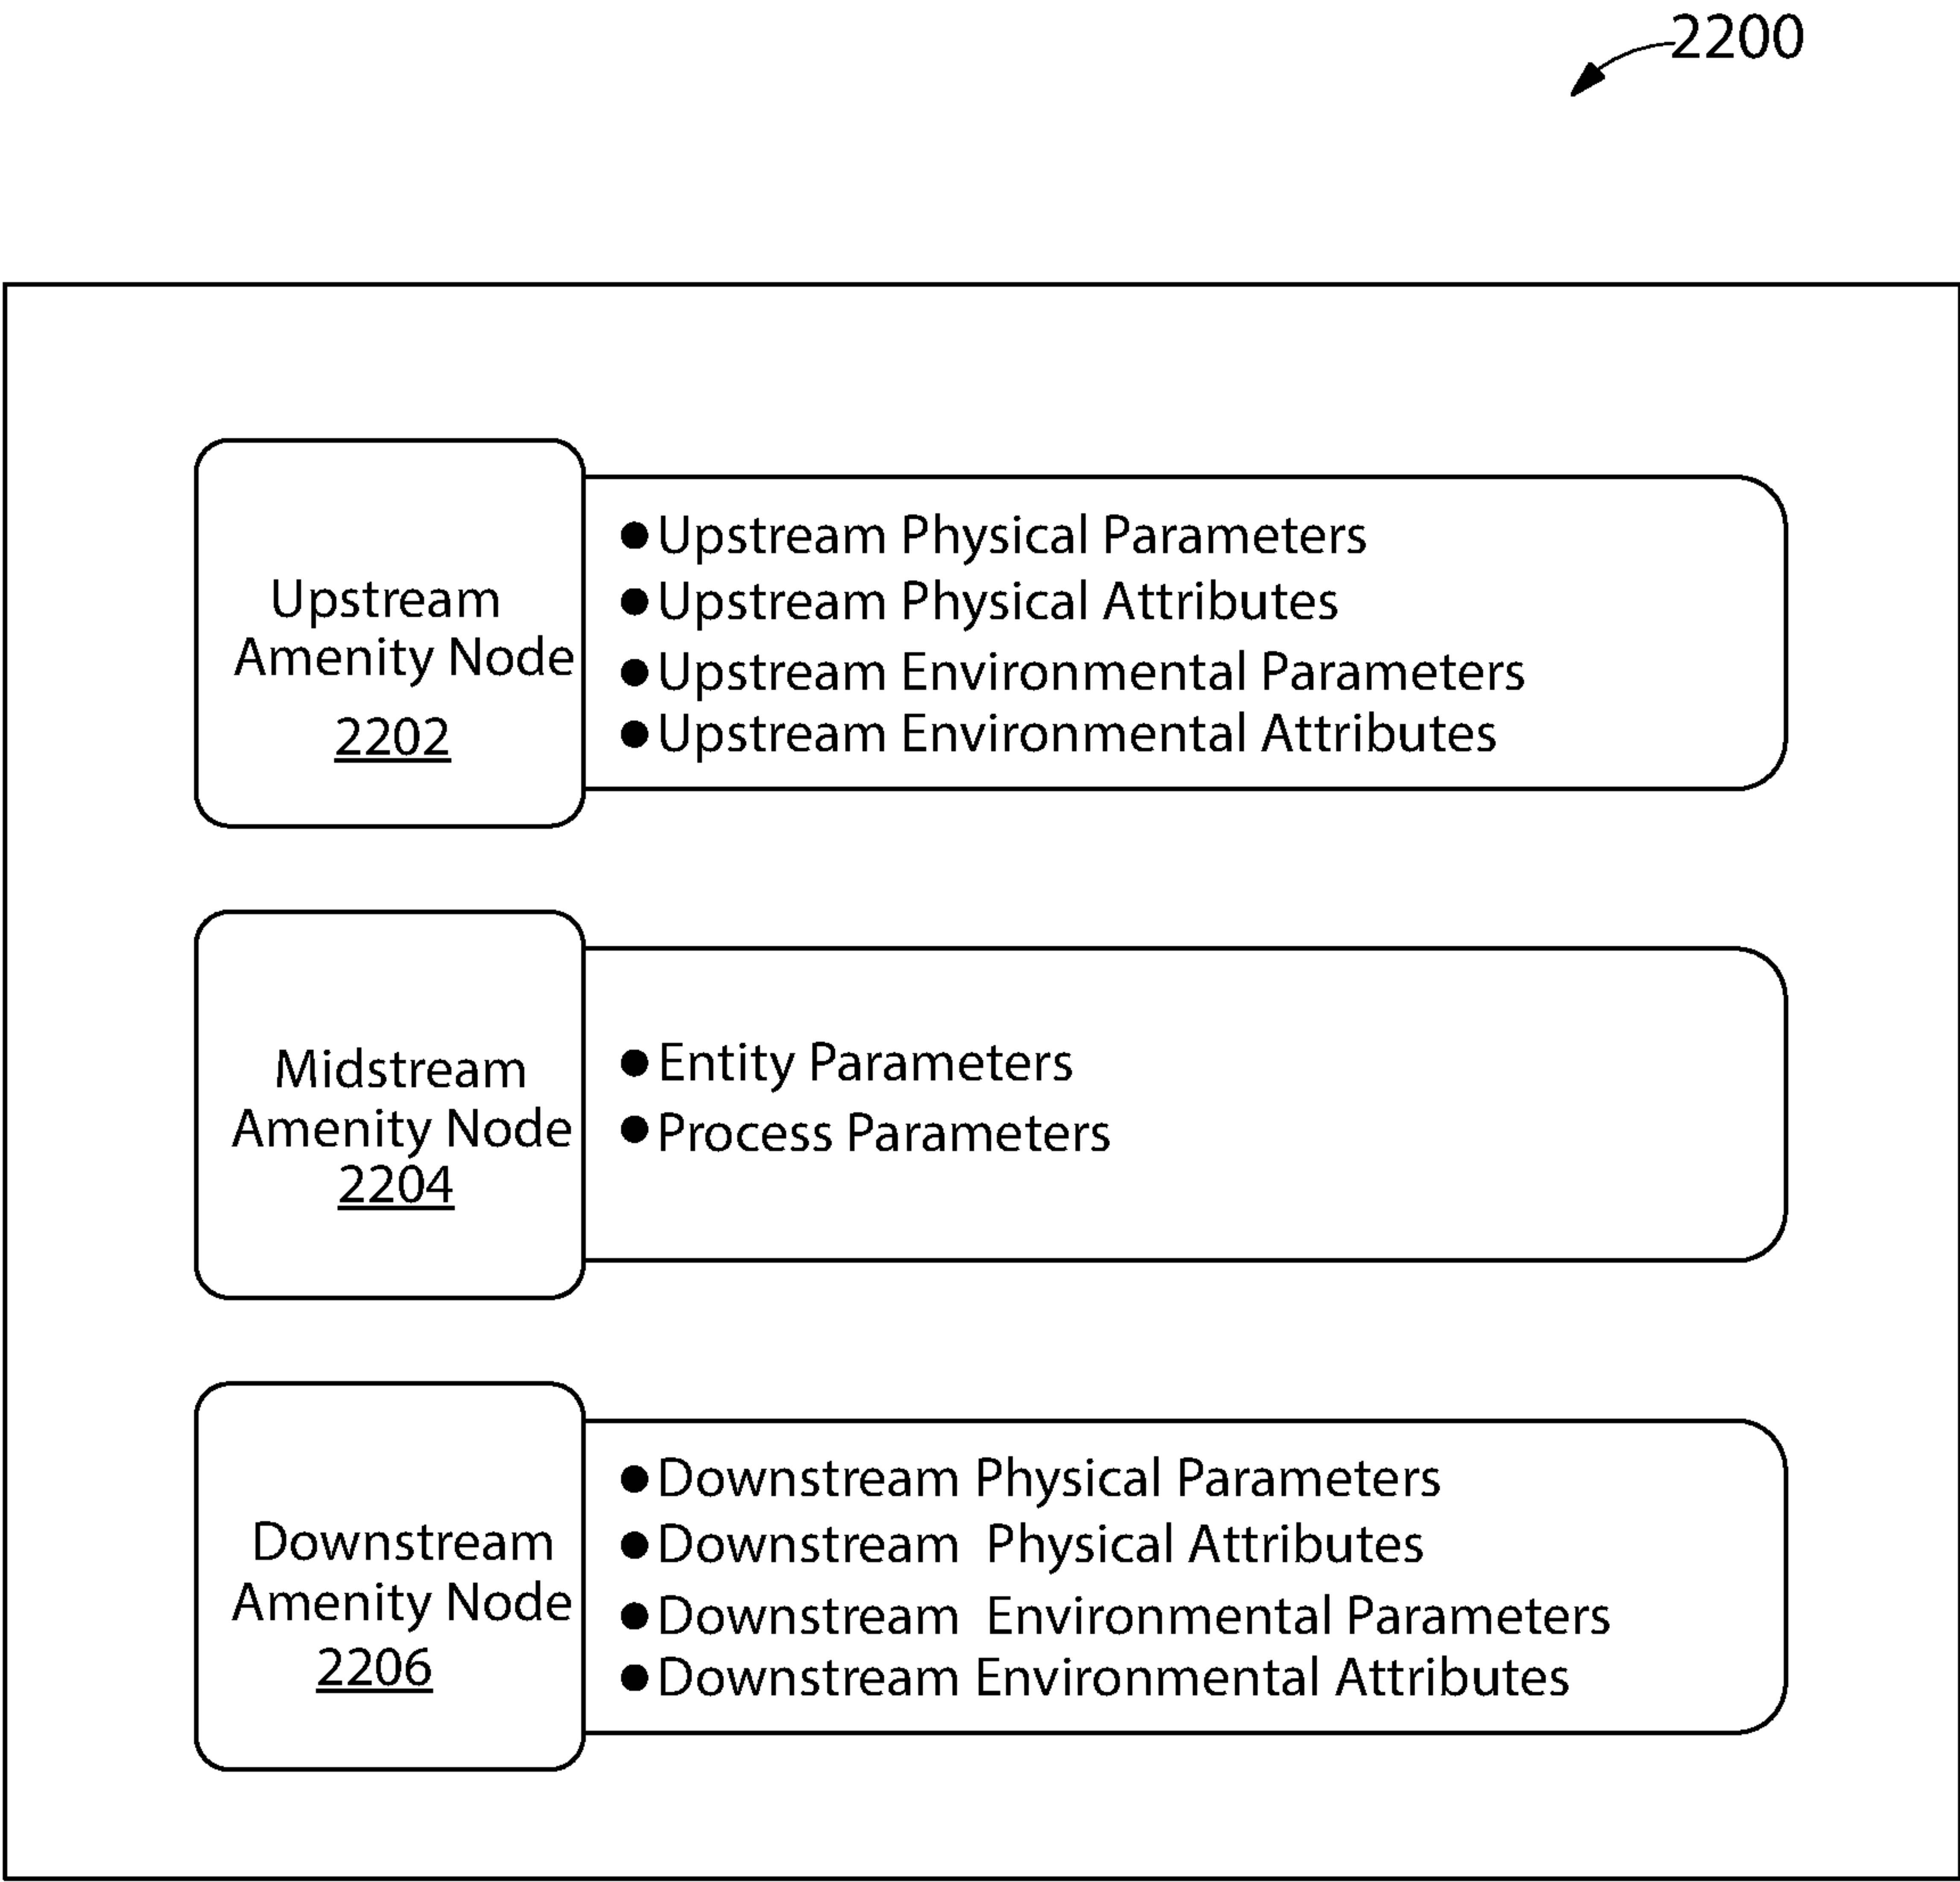 2200
Upstream
Amenity Node
2202
● Upstream Physical Parameters
● Upstream Physical Attributes
● Upstream Environmental Parameters
● Upstream Environmental Attributes
Midstream
Amenity Node
2204
● Entity Parameters
● Process Parameters
Downstream
Amenity Node
2206
● Downstream Physical Parameters
● Downstream Physical Attributes
● Downstream Environmental Parameters
● Downstream Environmental Attributes